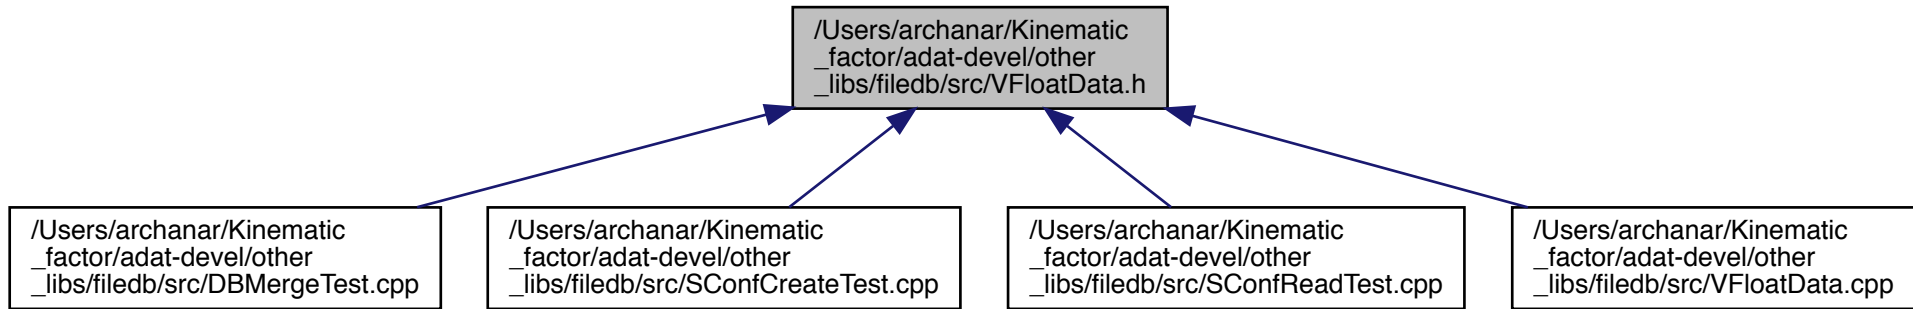 /Users/archanar/Kinematic
_factor/adat-devel/other
_libs/filedb/src/VFloatData.h
/Users/archanar/Kinematic
_factor/adat-devel/other
_libs/filedb/src/DBMergeTest.cpp
/Users/archanar/Kinematic
_factor/adat-devel/other
_libs/filedb/src/SConfCreateTest.cpp
/Users/archanar/Kinematic
_factor/adat-devel/other
_libs/filedb/src/SConfReadTest.cpp
/Users/archanar/Kinematic
_factor/adat-devel/other
_libs/filedb/src/VFloatData.cpp